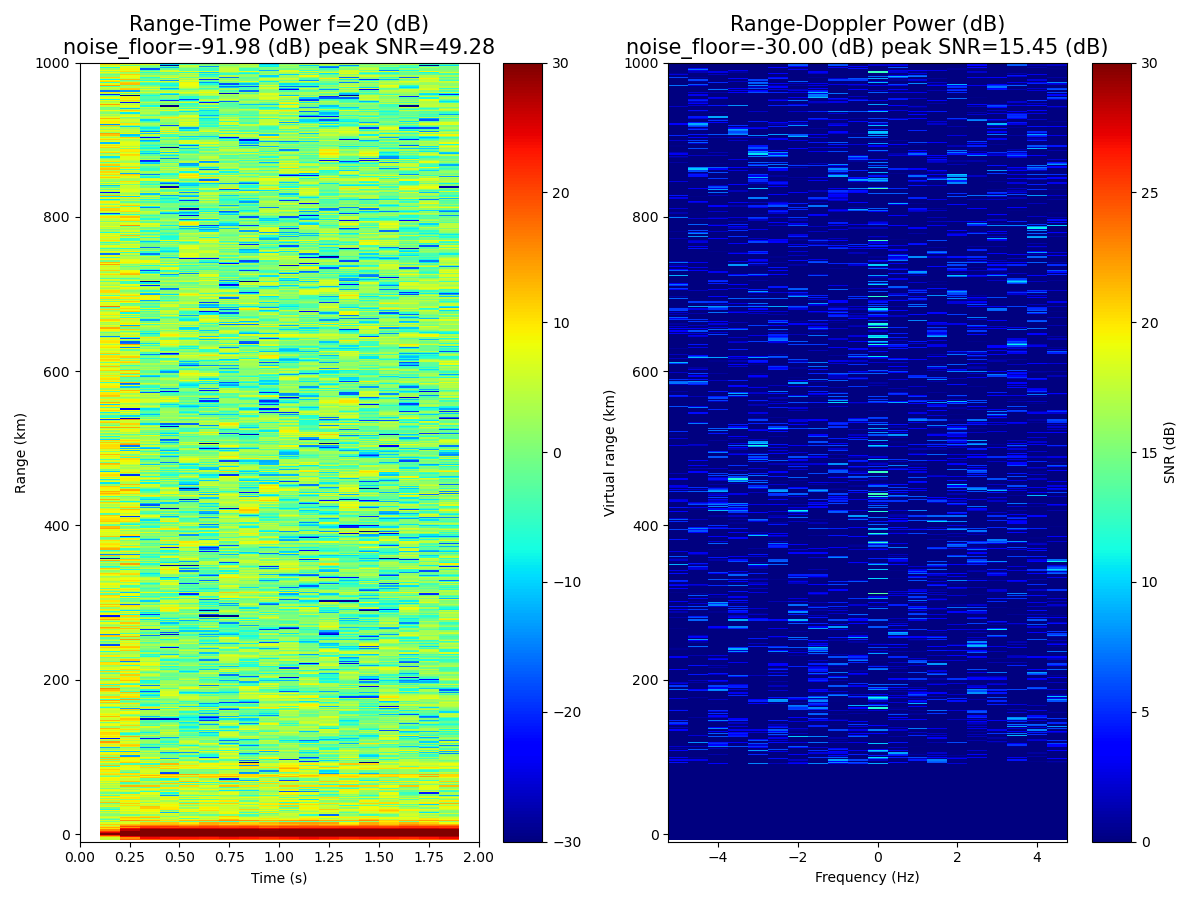 Range-Time Power f=20 (dB)
noise_floor=-91.98 (dB) peak SNR=49.28
Range (km)
1000
800
600
400
200
0
0.00 0.25 0.50 0.75 1.00 1.25 1.50 1.75 2.00
Time (s)
30
20
10
0
−10
−20
−30
Range-Doppler Power (dB)
noise_floor=-30.00 (dB) peak SNR=15.45 (dB)
Virtual range (km)
1000
800
600
400
200
0
−4 −2 0 2 4
Frequency (Hz)
30
25
20
15
10
5
0
SNR (dB)